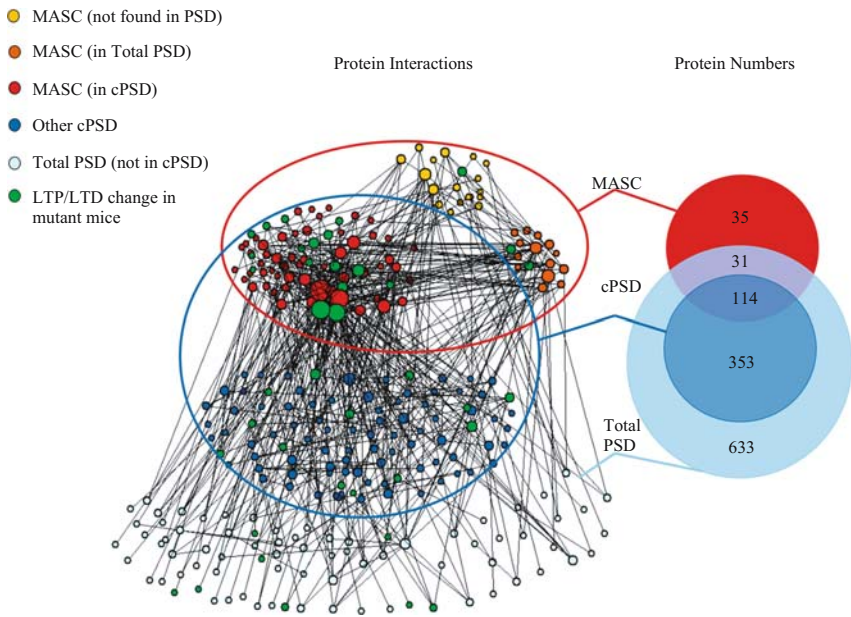 MASC (not found in PSD)
MASC (in Total PSD)
MASC (in cPSD)
Other cPSD
Total PSD (not in cPSD)
LTP/LTD change in
mutant mice
Protein Interactions
Protein Numbers
MASC
35
31
cPSD
114
353
Total
PSD
633